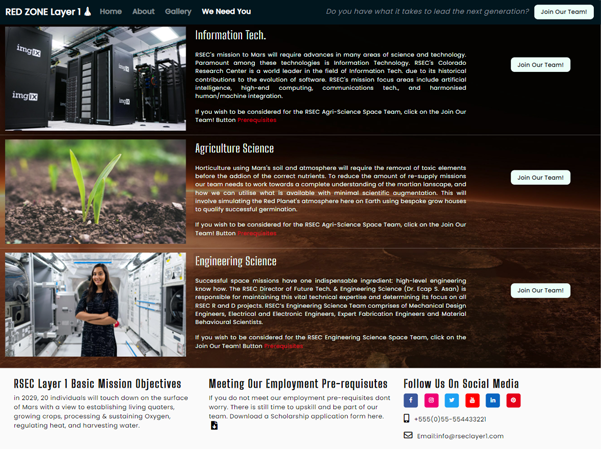 RED ZONE Layer 1 Home About Gallery We Need You Do you have what it takes to lead the next generation? Join Our Team!
Information Tech.
imgIX
imgIX
RSEC's mission to Mars will require advances in many areas of science and technology.
Paramount among these technologies is Information Technology. RSEC's Colorado
Research Center is a world leader in the field of Information Tech. due to its historical
contributions to the evolution of software. RSEC's mission focus areas include artificial
intelligence, high-end computing, communications tech., and harmonised
human/machine integration.
Join Our Team!
If you wish to be considered for the RSEC Agri-Science Space Team, click on the Join Our
Team! Button Prerequisites
Agriculture Science
Horticulture using Mars's soil and atmosphere will require the removal of toxic elements
before the addion of the correct nutrients. To reduce the amount of re-supply missions
our team needs to work towards a complete understanding of the martian lanscape, and
how we can utilise what is available with minimal scientific augmentation. This will
involve simulating the Red Planet's atmosphere here on Earth using bespoke grow houses
to qualify successful germination.
Join Our Team!
If you wish to be considered for the RSEC Agri-Science Space Team, click on the Join Our
Team! Button Prerequisites
Engineering Science
Successful space missions have one indispensable ingredient: high-level engineering
know how. The RSEC Director of Future Tech. & Engineering Science (Dr. Ecap S. Asan) is
responsible for maintaining this vital technical expertise and determining its focus on all
RSEC R and D projects. RSEC's Engineering Science Team comprises of Mechanical Design
Engineers, Electrical and Electronic Engineers, Expert Fabrication Engineers and Material
Behavioural Scientists.
Join Our Team!
If you wish to be considered for the RSEC Engineering Science Space Team, click on the
Join Our Team! Button Prerequisites
RSEC Layer 1 Basic Mission Objectives
in 2029, 20 individuals will touch down on the surface
of Mars with a view to establishing living quaters,
growing crops, processing & sustaining Oxygen,
regulating heat, and harvesting water.
Meeting Our Employment Pre-requisutes
If you do not meet our employment pre-requisites dont
worry. There is still time to upskill and be part of our
team. Download a Scholarship application form here.
Follow Us On Social Media
+555(0)55-554433221
Email:info@rseclayer1.com